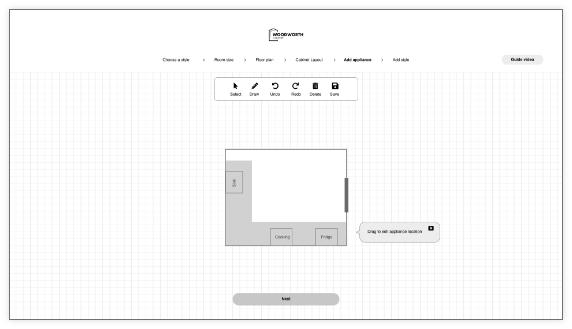 WOODWORTH
Choose a style > Room size > Floor plan > Cabinet Layout > Add appliance > Add style
Guide video
Select Draw Undo Redo Delete Save
Sink
Cooking Fridge
Drag to edit appliance location
Next